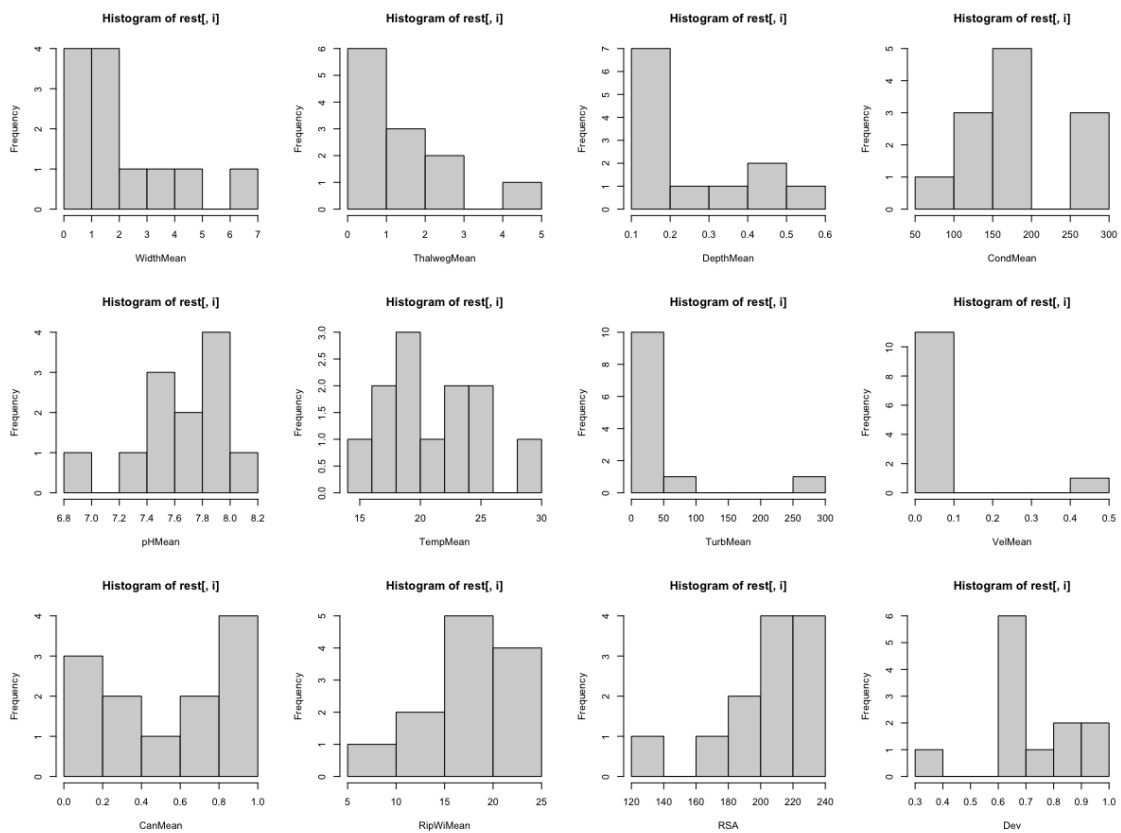 Histogram of rest[, i]
Frequency
0 1 2 3 4
0 1 2 3 4 5 6 7
WidthMean
Histogram of rest[, i]
Frequency
0 1 2 3 4 5 6
0 1 2 3 4 5
ThalwegMean
Histogram of rest[, i]
Frequency
0 1 2 3 4 5 6 7
0.1 0.2 0.3 0.4 0.5 0.6
DepthMean
Histogram of rest[, i]
Frequency
0 1 2 3 4 5
50 100 150 200 250 300
CondMean
Histogram of rest[, i]
Frequency
0 1 2 3 4
6.8 7.0 7.2 7.4 7.6 7.8 8.0 8.2
pHMean
Histogram of rest[, i]
Frequency
0.0 0.5 1.0 1.5 2.0 2.5 3.0
15 20 25 30
TempMean
Histogram of rest[, i]
Frequency
0 2 4 6 8 10
0 50 100 150 200 250 300
TurbMean
Histogram of rest[, i]
Frequency
0 2 4 6 8 10
0.0 0.1 0.2 0.3 0.4 0.5
VelMean
Histogram of rest[, i]
Frequency
0 1 2 3 4
0.0 0.2 0.4 0.6 0.8 1.0
CanMean
Histogram of rest[, i]
Frequency
0 1 2 3 4 5
5 10 15 20 25
RipWiMean
Histogram of rest[, i]
Frequency
0 1 2 3 4
120 140 160 180 200 220 240
RSA
Histogram of rest[, i]
Frequency
0 1 2 3 4 5 6
0.3 0.4 0.5 0.6 0.7 0.8 0.9 1.0
Dev